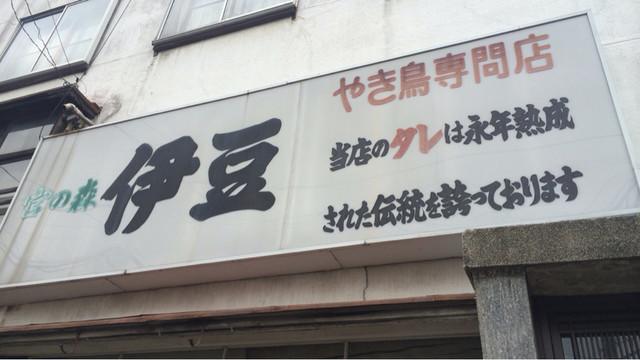 宮の森
伊豆
やき鳥専門店
当店のタレは永年熟成
された伝統を誇っております